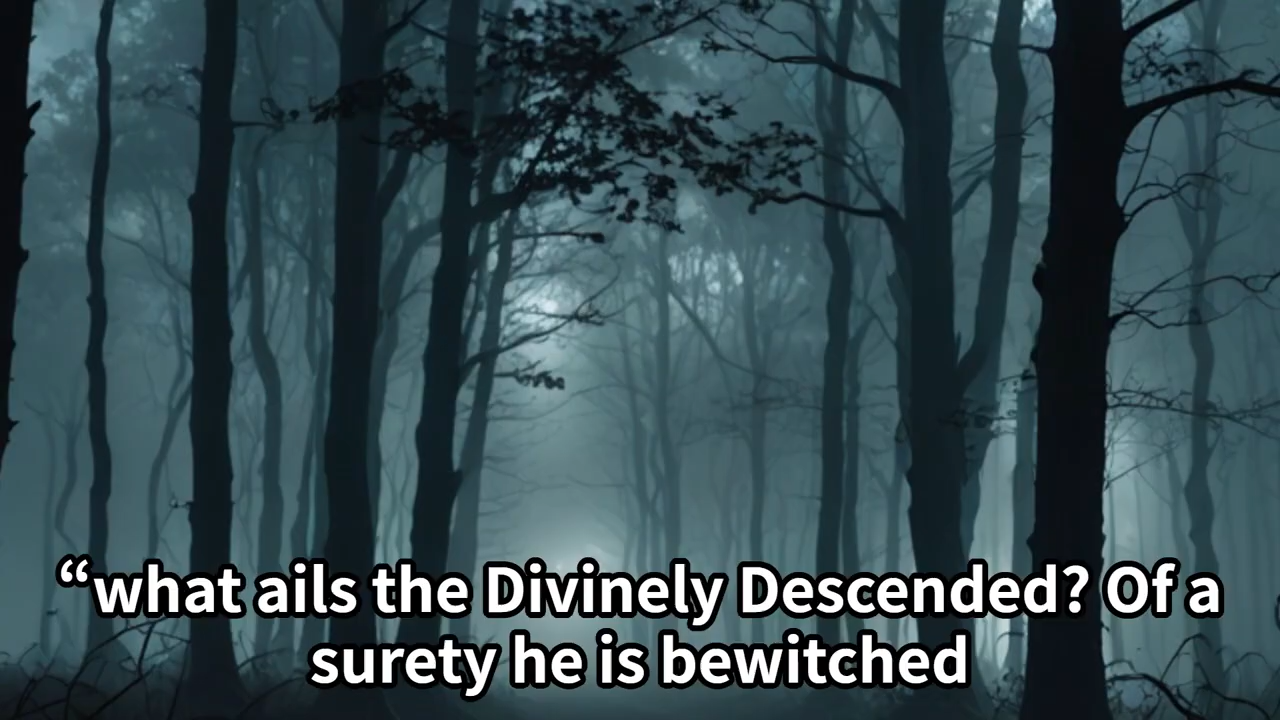 “what ails the Divinely Descended? Of a
surety he is bewitched